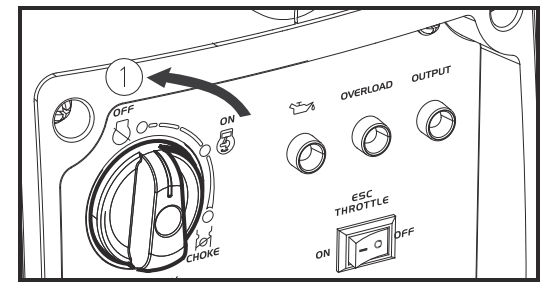 1
OFF
ON
OVERLOAD
OUTPUT
ESC
THROTTLE
ON
OFF
CHOKE